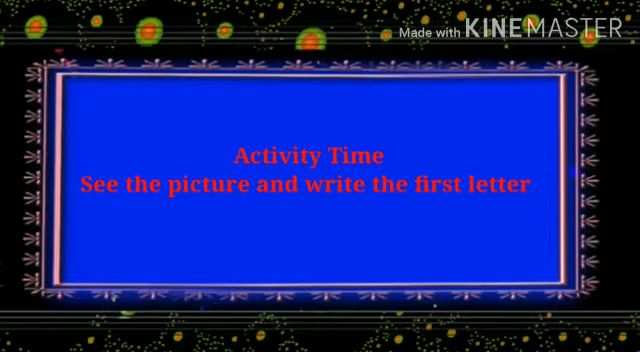 Made with KINEMASTER
Activity Time
See the picture and write the first letter